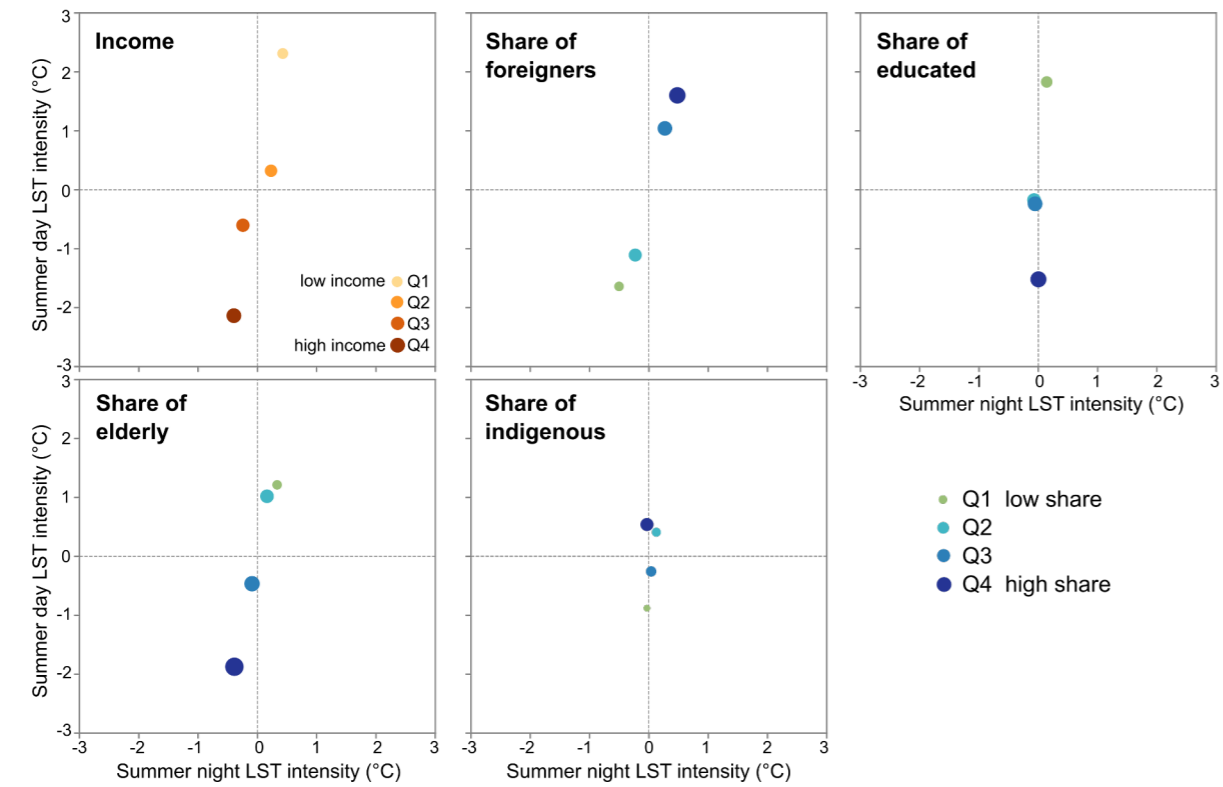 Income
Summer day LST intensity (°C)
3
2
1
0
-1
-2
-3
low income Q1
Q2
Q3
high income Q4
Share of
foreigners
Share of
educated
-3 -2 -1 0 1 2 3
Summer night LST intensity (°C)
Share of
elderly
Summer day LST intensity (°C)
3
2
1
0
-1
-2
-3
-3 -2 -1 0 1 2 3
Summer night LST intensity (°C)
Share of
indigenous
-3 -2 -1 0 1 2 3
Summer night LST intensity (°C)
Q1 low share
Q2
Q3
Q4 high share